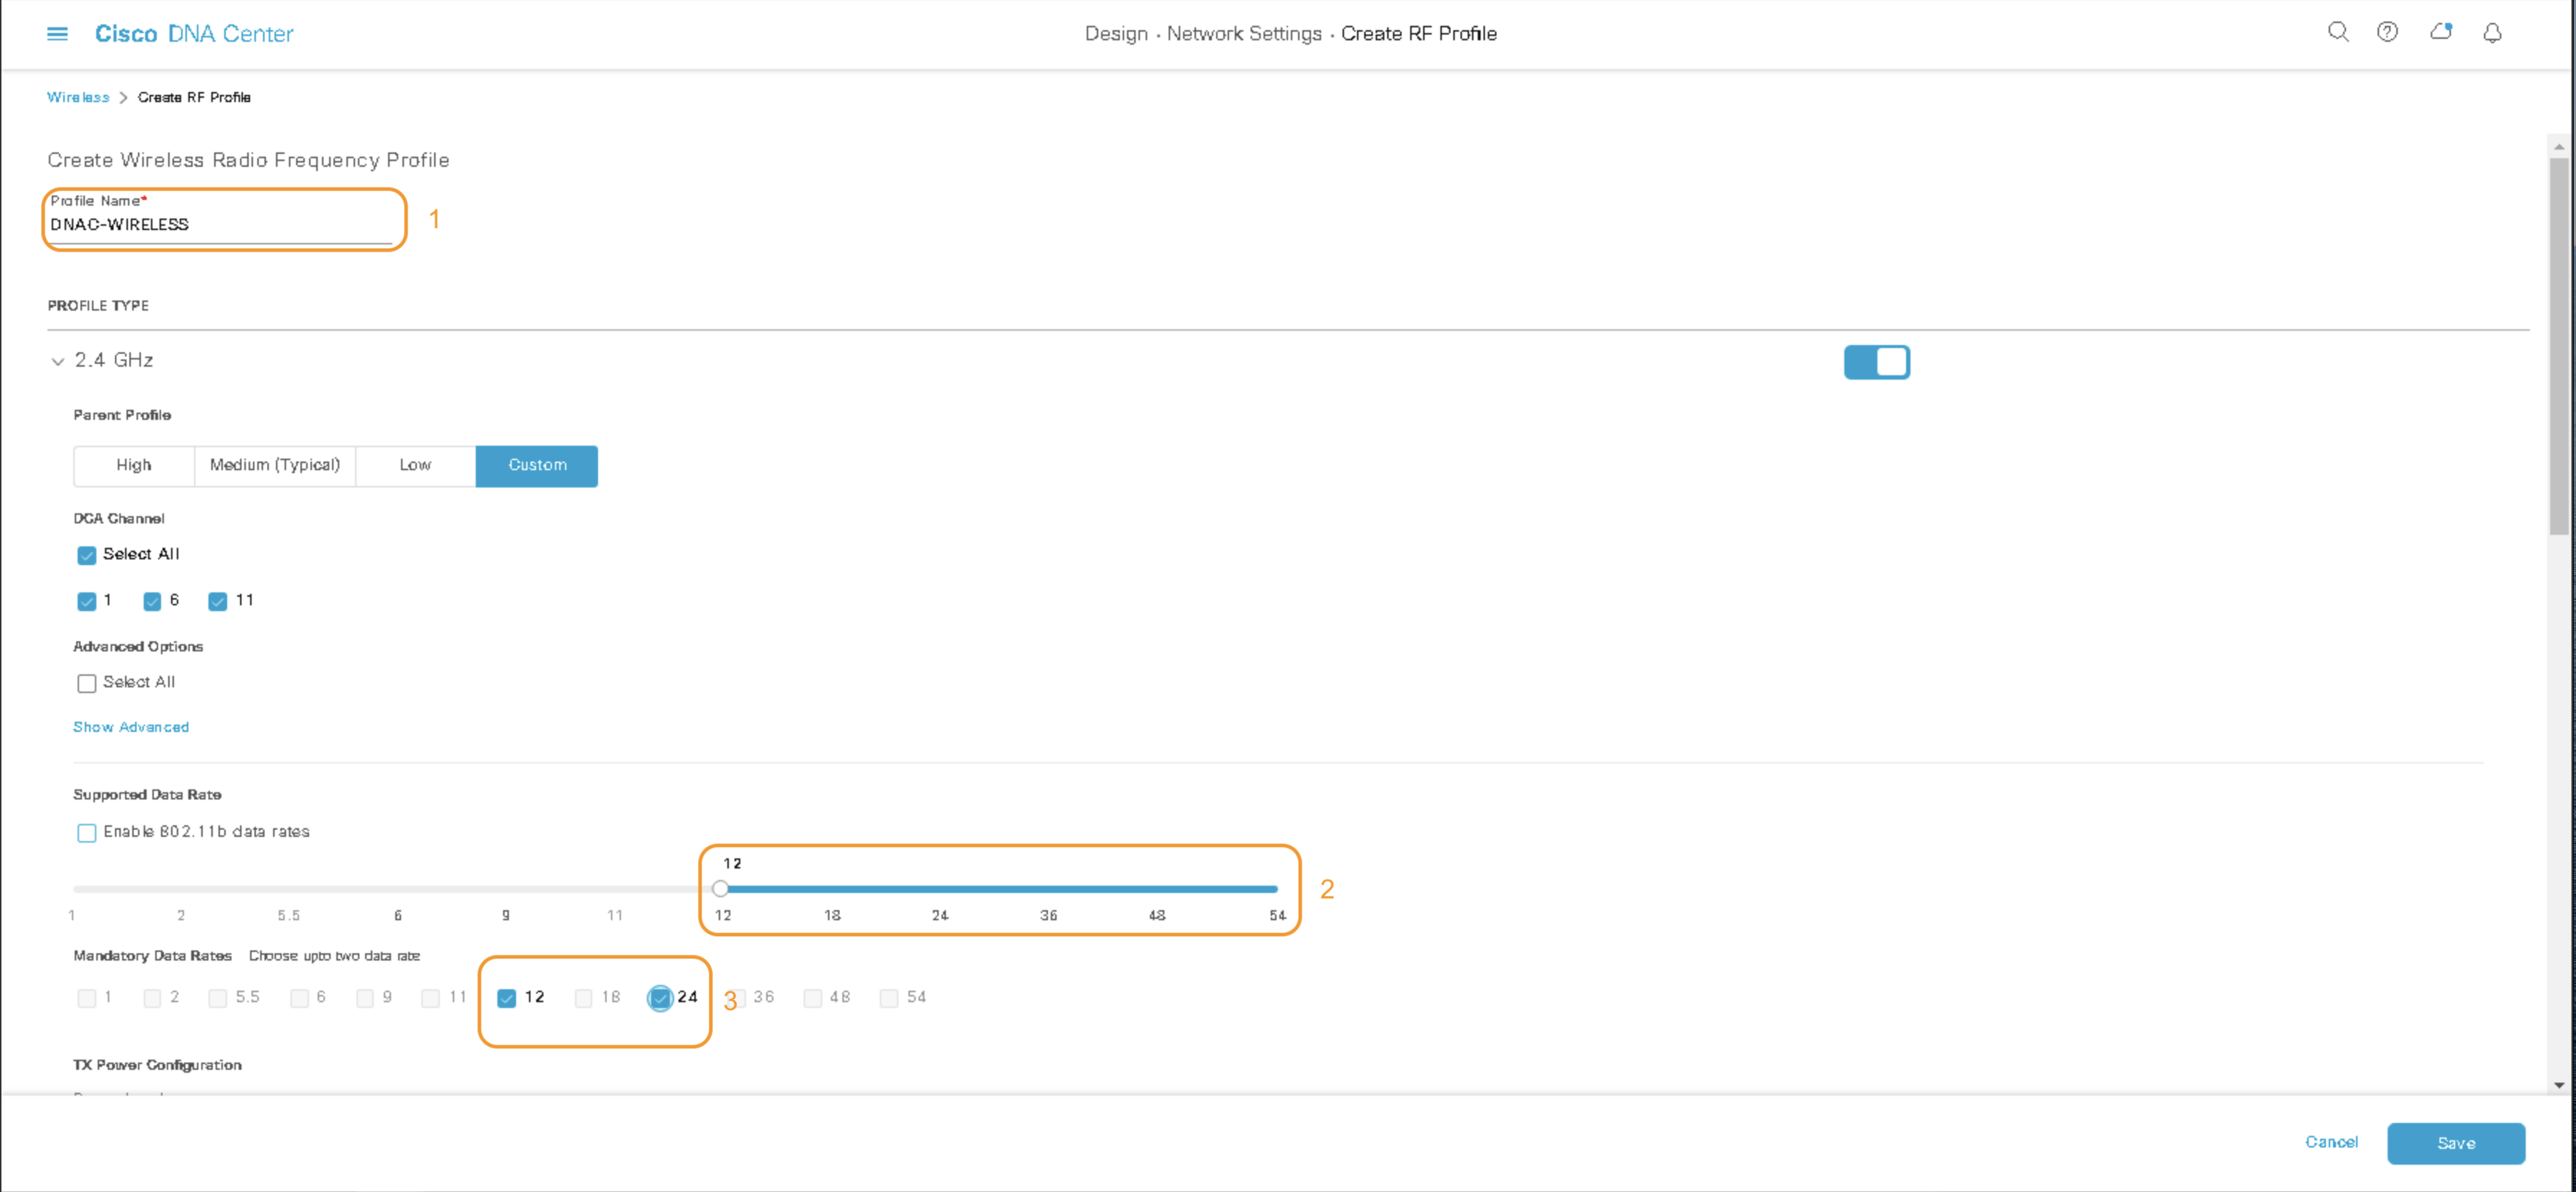 Cisco DNA Center
Design · Network Settings · Create RF Profile
Wireless > Create RF Profile
Create Wireless Radio Frequency Profile
Profile Name*
DNAC-WIRELESS
1
PROFILE TYPE
2.4 GHz
Parent Profile
High Medium (Typical) Low Custom
DCA Channel
Select All
1 6 11
Advanced Options
Select All
Show Advanced
Supported Data Rate
Enable 802.11b data rates
12
2
1 2 5.5 6 9 11 12 18 24 36 48 54
Mandatory Data Rates Choose upto two data rate
1 2 5.5 6 9 11 12 18 24 3 36 48 54
TX Power Configuration
Cancel Save